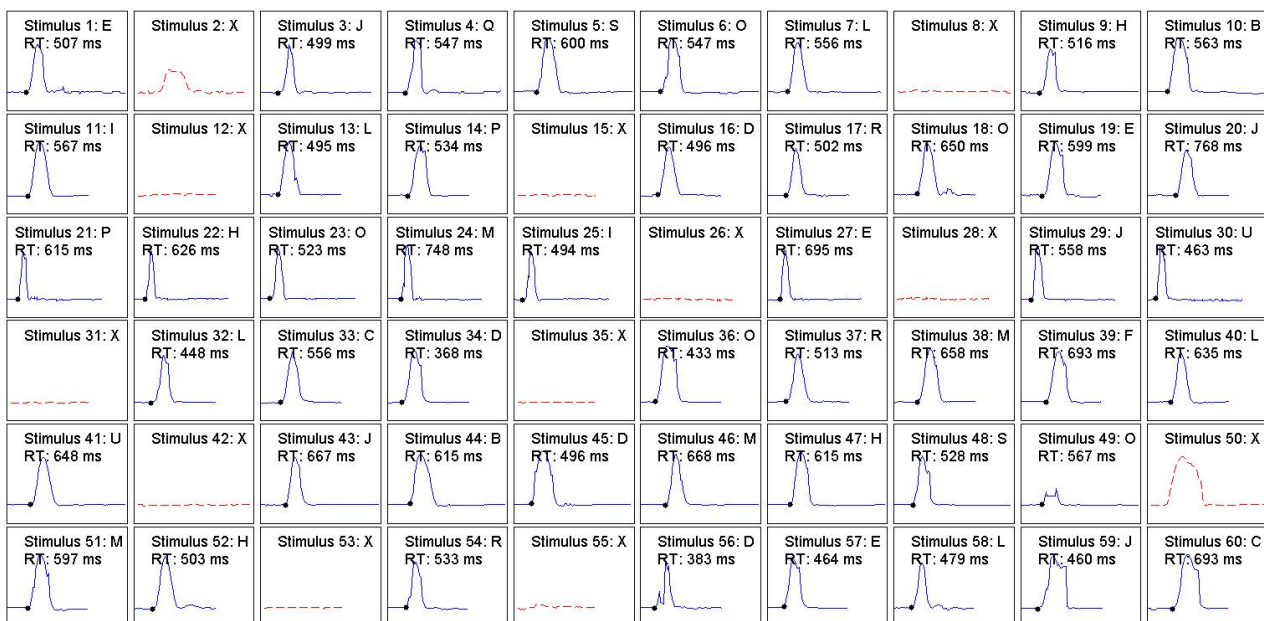 Stimulus 1: E
RT: 507 ms
Stimulus 2: X
Stimulus 3: J
RT: 499 ms
Stimulus 4: Q
RT: 547 ms
Stimulus 5: S
RT: 600 ms
Stimulus 6: O
RT: 547 ms
Stimulus 7: L
RT: 556 ms
Stimulus 8: X
Stimulus 9: H
RT: 516 ms
Stimulus 10: B
RT: 563 ms
Stimulus 11: I
RT: 567 ms
Stimulus 12: X
Stimulus 13: L
RT: 495 ms
Stimulus 14: P
RT: 534 ms
Stimulus 15: X
Stimulus 16: D
RT: 496 ms
Stimulus 17: R
RT: 502 ms
Stimulus 18: O
RT: 650 ms
Stimulus 19: E
RT: 599 ms
Stimulus 20: J
RT: 768 ms
Stimulus 21: P
RT: 615 ms
Stimulus 22: H
RT: 626 ms
Stimulus 23: O
RT: 523 ms
Stimulus 24: M
RT: 748 ms
Stimulus 25: I
RT: 494 ms
Stimulus 26: X
Stimulus 27: E
RT: 695 ms
Stimulus 28: X
Stimulus 29: J
RT: 558 ms
Stimulus 30: U
RT: 463 ms
Stimulus 31: X
Stimulus 32: L
RT: 448 ms
Stimulus 33: C
RT: 556 ms
Stimulus 34: D
RT: 368 ms
Stimulus 35: X
Stimulus 36: O
RT: 433 ms
Stimulus 37: R
RT: 513 ms
Stimulus 38: M
RT: 658 ms
Stimulus 39: F
RT: 693 ms
Stimulus 40: L
RT: 635 ms
Stimulus 41: U
RT: 648 ms
Stimulus 42: X
Stimulus 43: J
RT: 667 ms
Stimulus 44: B
RT: 615 ms
Stimulus 45: D
RT: 496 ms
Stimulus 46: M
RT: 668 ms
Stimulus 47: H
RT: 615 ms
Stimulus 48: S
RT: 528 ms
Stimulus 49: O
RT: 567 ms
Stimulus 50: X
Stimulus 51: M
RT: 597 ms
Stimulus 52: H
RT: 503 ms
Stimulus 53: X
Stimulus 54: R
RT: 533 ms
Stimulus 55: X
Stimulus 56: D
RT: 383 ms
Stimulus 57: E
RT: 464 ms
Stimulus 58: L
RT: 479 ms
Stimulus 59: J
RT: 460 ms
Stimulus 60: C
RT: 693 ms